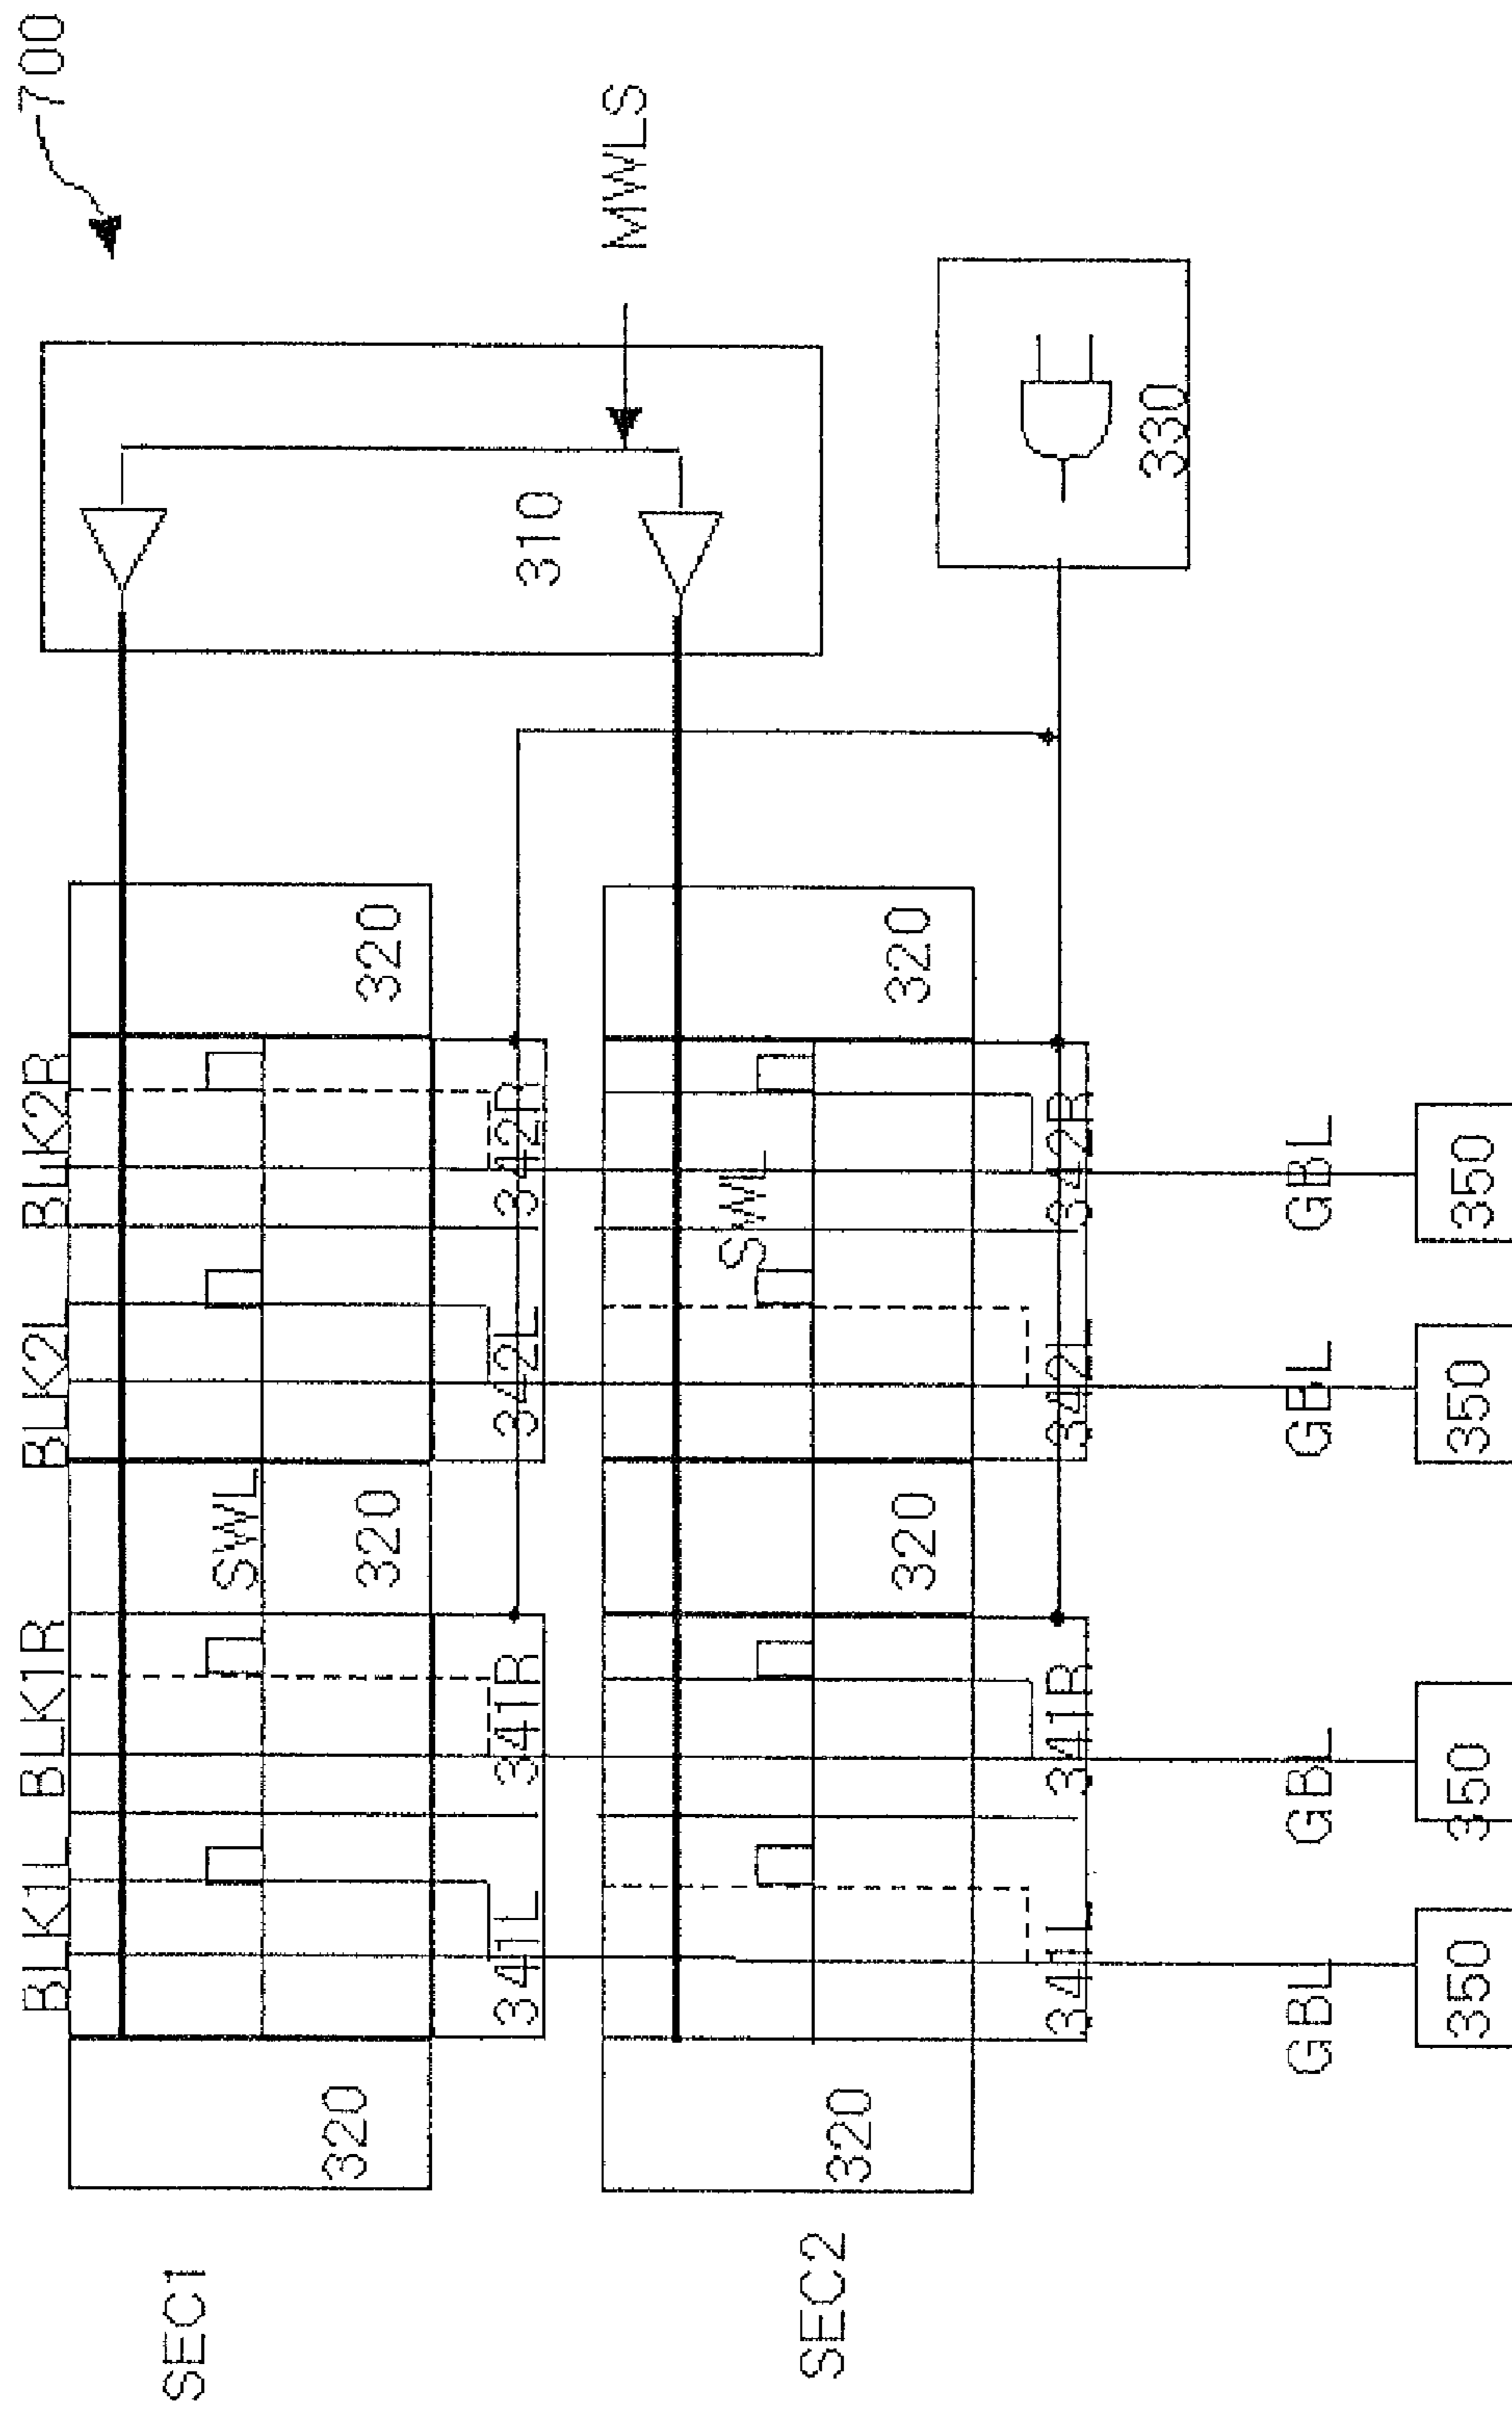 BLK1L BLK1R BLK2L BLK2R 700
SEC1
SWL
320 320 320
341L 341R 342L 342R 310
MWLS
SWL
SEC2
320 320 320
341L 341R 342L 342R
330
GBL GBL GBL GBL
350 350 350 350